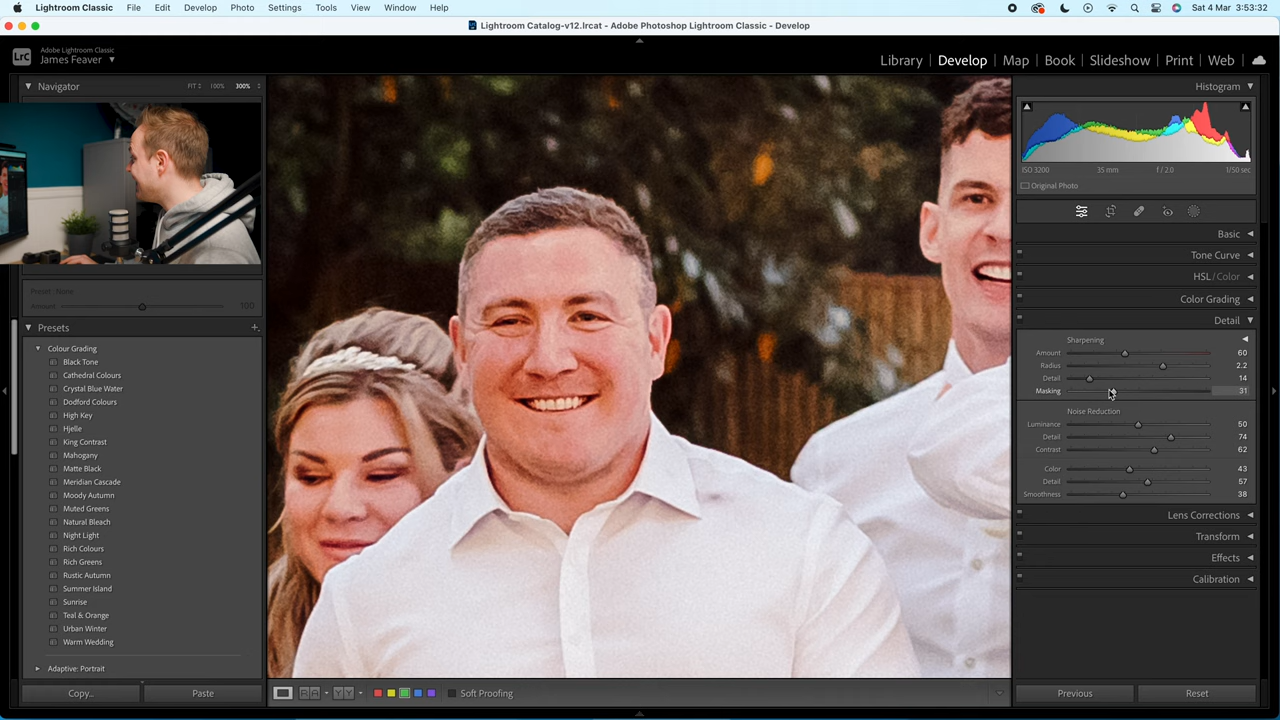 Lightroom Classic File Edit Develop Photo Settings Tools View Window Help Sat 4 Mar 3:53:32
Lightroom Catalog-v12.lrcat - Adobe Photoshop Lightroom Classic - Develop
LrC Adobe Lightroom Classic
James Feaver
Library | Develop | Map | Book | Slideshow | Print | Web
Navigator FIT 100% 300%
Preset: None
Amount 100
Presets +
Colour Grading
Black Tone
Cathedral Colours
Crystal Blue Water
Dodford Colours
High Key
Hjelle
King Contrast
Mahogany
Matte Black
Meridian Cascade
Moody Autumn
Muted Greens
Natural Bleach
Night Light
Rich Colours
Rich Greens
Rustic Autumn
Summer Island
Sunrise
Teal & Orange
Urban Winter
Warm Wedding
Adaptive: Portrait
Copy... Paste
Soft Proofing
Histogram
ISO 3200 35 mm f / 2.0 1/50 sec
Original Photo
Basic
Tone Curve
HSL / Color
Color Grading
Detail
Sharpening
Amount 60
Radius 2.2
Detail 14
Masking 31
Noise Reduction
Luminance 50
Detail 74
Contrast 62
Color 43
Detail 57
Smoothness 38
Lens Corrections
Transform
Effects
Calibration
Previous Reset